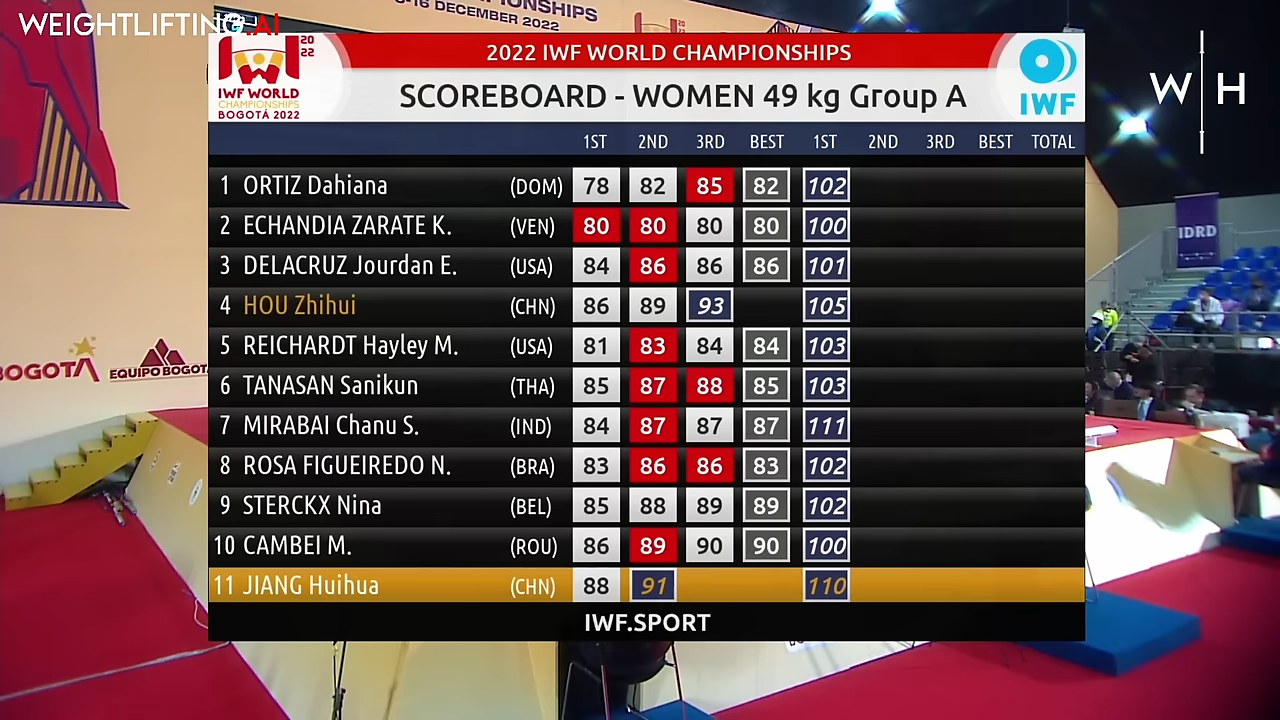 WEIGHTLIFTING.AI
CHAMPIONSHIPS
16 DECEMBER 2022
2022
IWF WORLD
CHAMPIONSHIPS
BOGOTÁ 2022
2022 IWF WORLD CHAMPIONSHIPS
SCOREBOARD - WOMEN 49 kg Group A
IWF
W H
1ST 2ND 3RD BEST 1ST 2ND 3RD BEST TOTAL
1 ORTIZ Dahiana (DOM) 78 82 85 82 102
2 ECHANDIA ZARATE K. (VEN) 80 80 80 80 100
3 DELACRUZ Jourdan E. (USA) 84 86 86 86 101
4 HOU Zhihui (CHN) 86 89 93 105
5 REICHARDT Hayley M. (USA) 81 83 84 84 103
6 TANASAN Sanikun (THA) 85 87 88 85 103
7 MIRABAI Chanu S. (IND) 84 87 87 87 111
8 ROSA FIGUEIREDO N. (BRA) 83 86 86 83 102
9 STERCKX Nina (BEL) 85 88 89 89 102
10 CAMBEI M. (ROU) 86 89 90 90 100
11 JIANG Huihua (CHN) 88 91 110
IWF.SPORT
IDRD
BOGOTÁ
EQUIPO BOGOTÁ